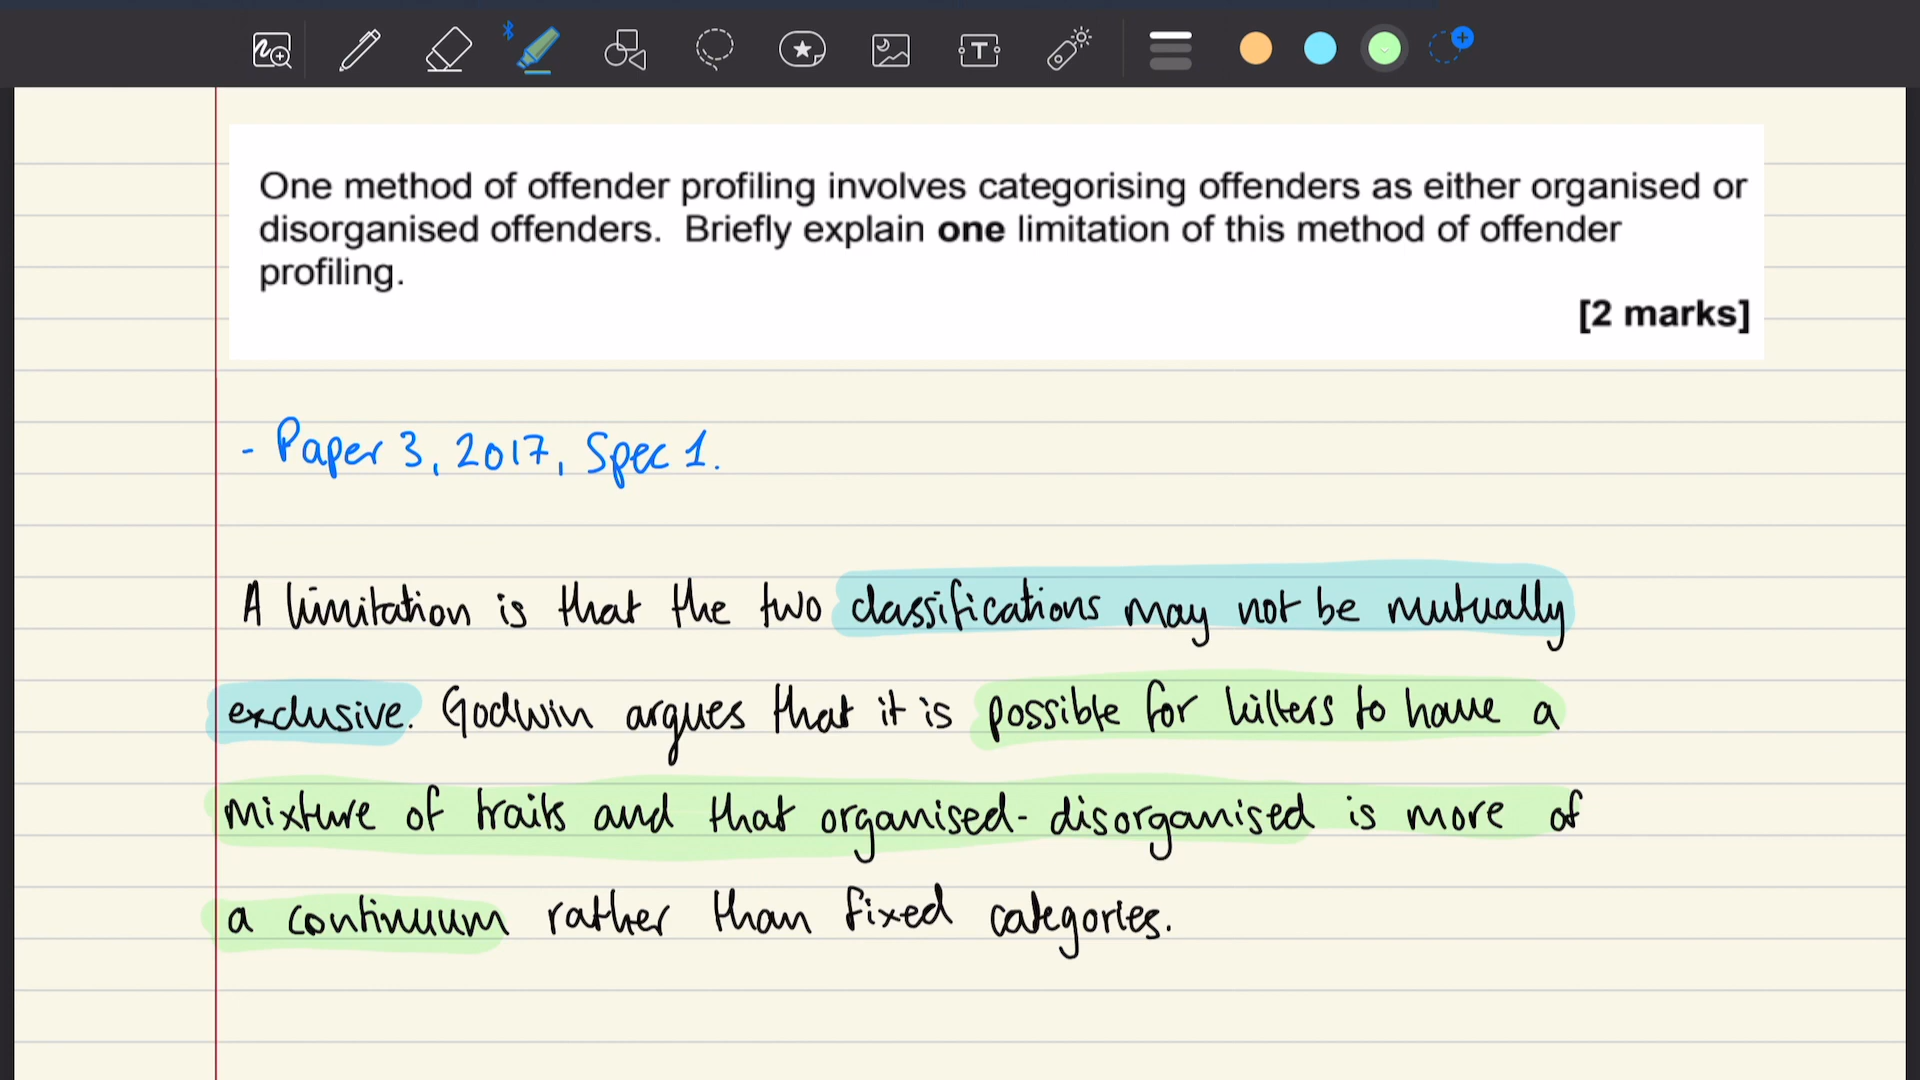 One method of offender profiling involves categorising offenders as either organised or
disorganised offenders. Briefly explain one limitation of this method of offender
profiling.
[2 marks]
- Paper 3, 2017, Spec 1.
A limitation is that the two classifications may not be mutually
exclusive. Godwin argues that it is possible for killers to have a
mixture of traits and that organised-disorganised is more of
a continuum rather than fixed categories.